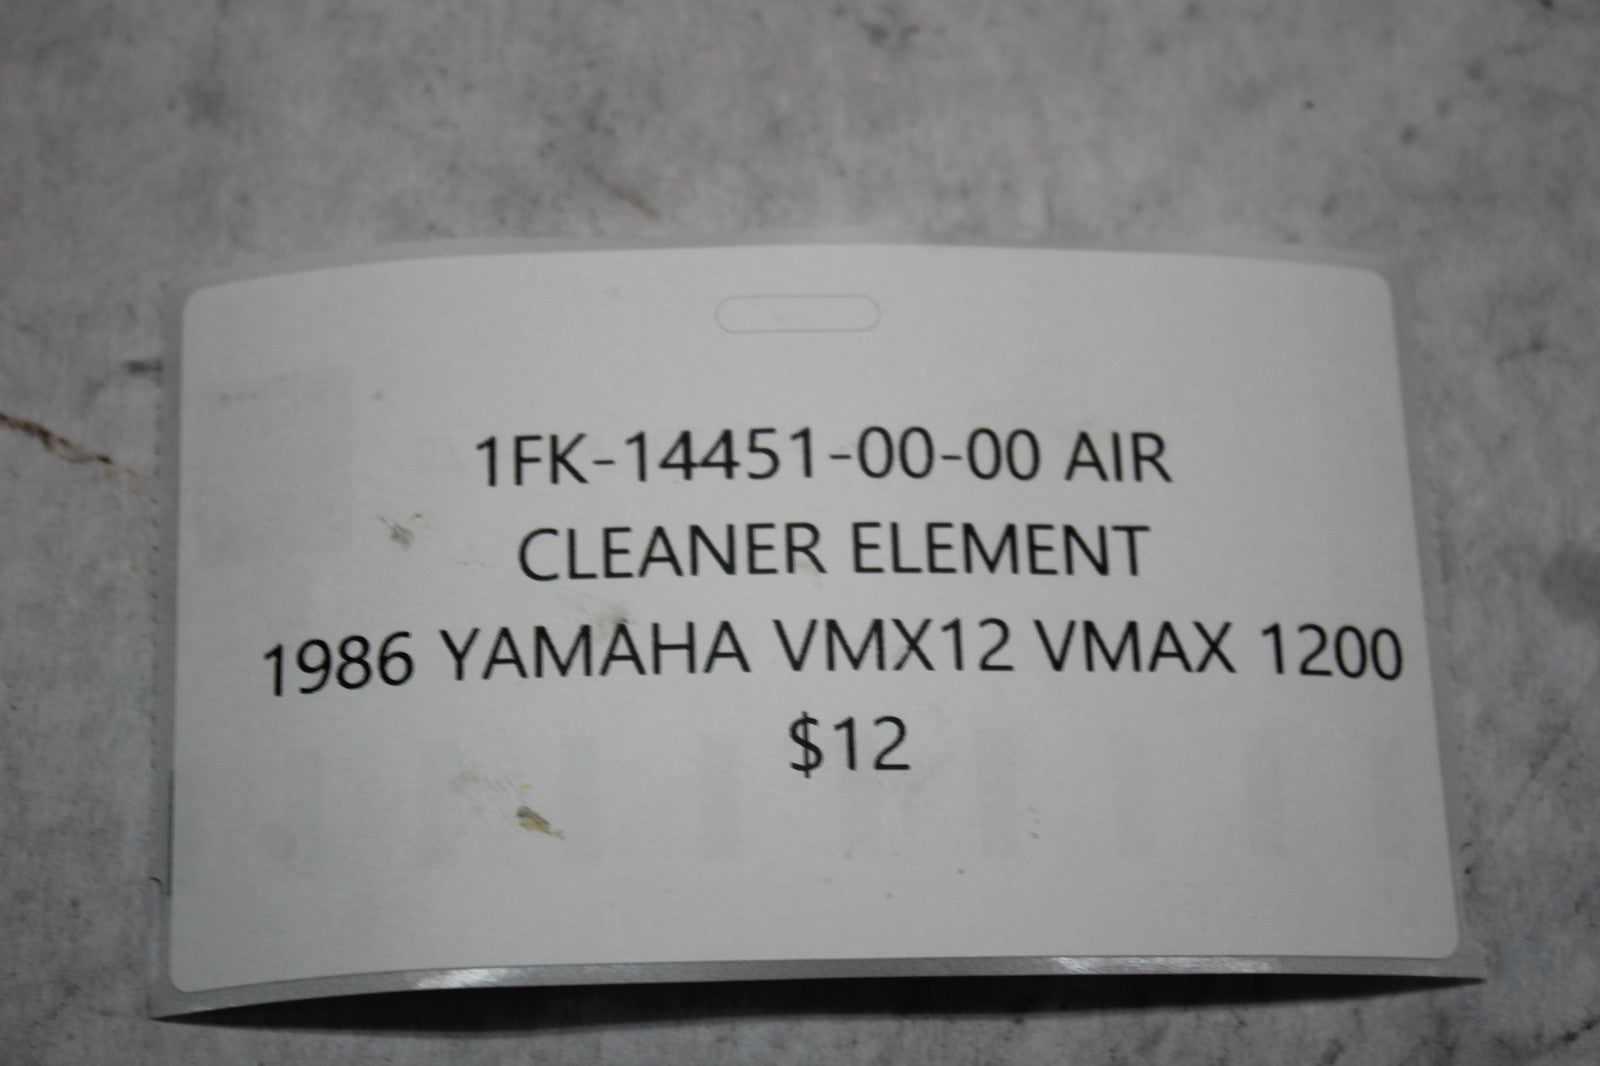 1FK-14451-00-00 AIR
CLEANER ELEMENT
1986 YAMAHA VMX12 VMAX 1200
$12